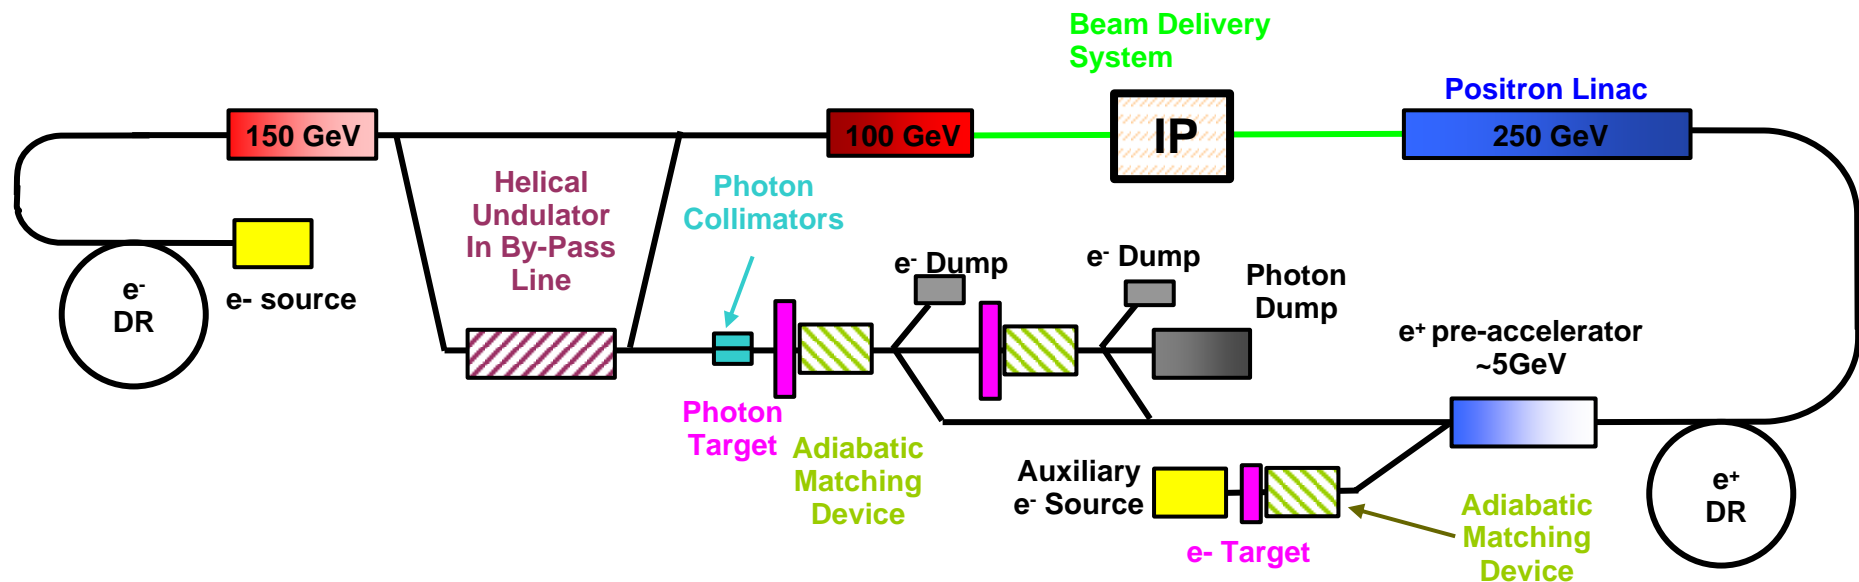 Beam Delivery
System
Positron Linac
150 GeV
100 GeV
IP
250 GeV
Helical
Undulator
In By-Pass
Line
Photon
Collimators
e- DR
e- source
e- Dump
e- Dump
Photon
Dump
e+ pre-accelerator
~5GeV
Photon
Target
Adiabatic
Matching
Device
Auxiliary
e- Source
e- Target
Adiabatic
Matching
Device
e+
DR